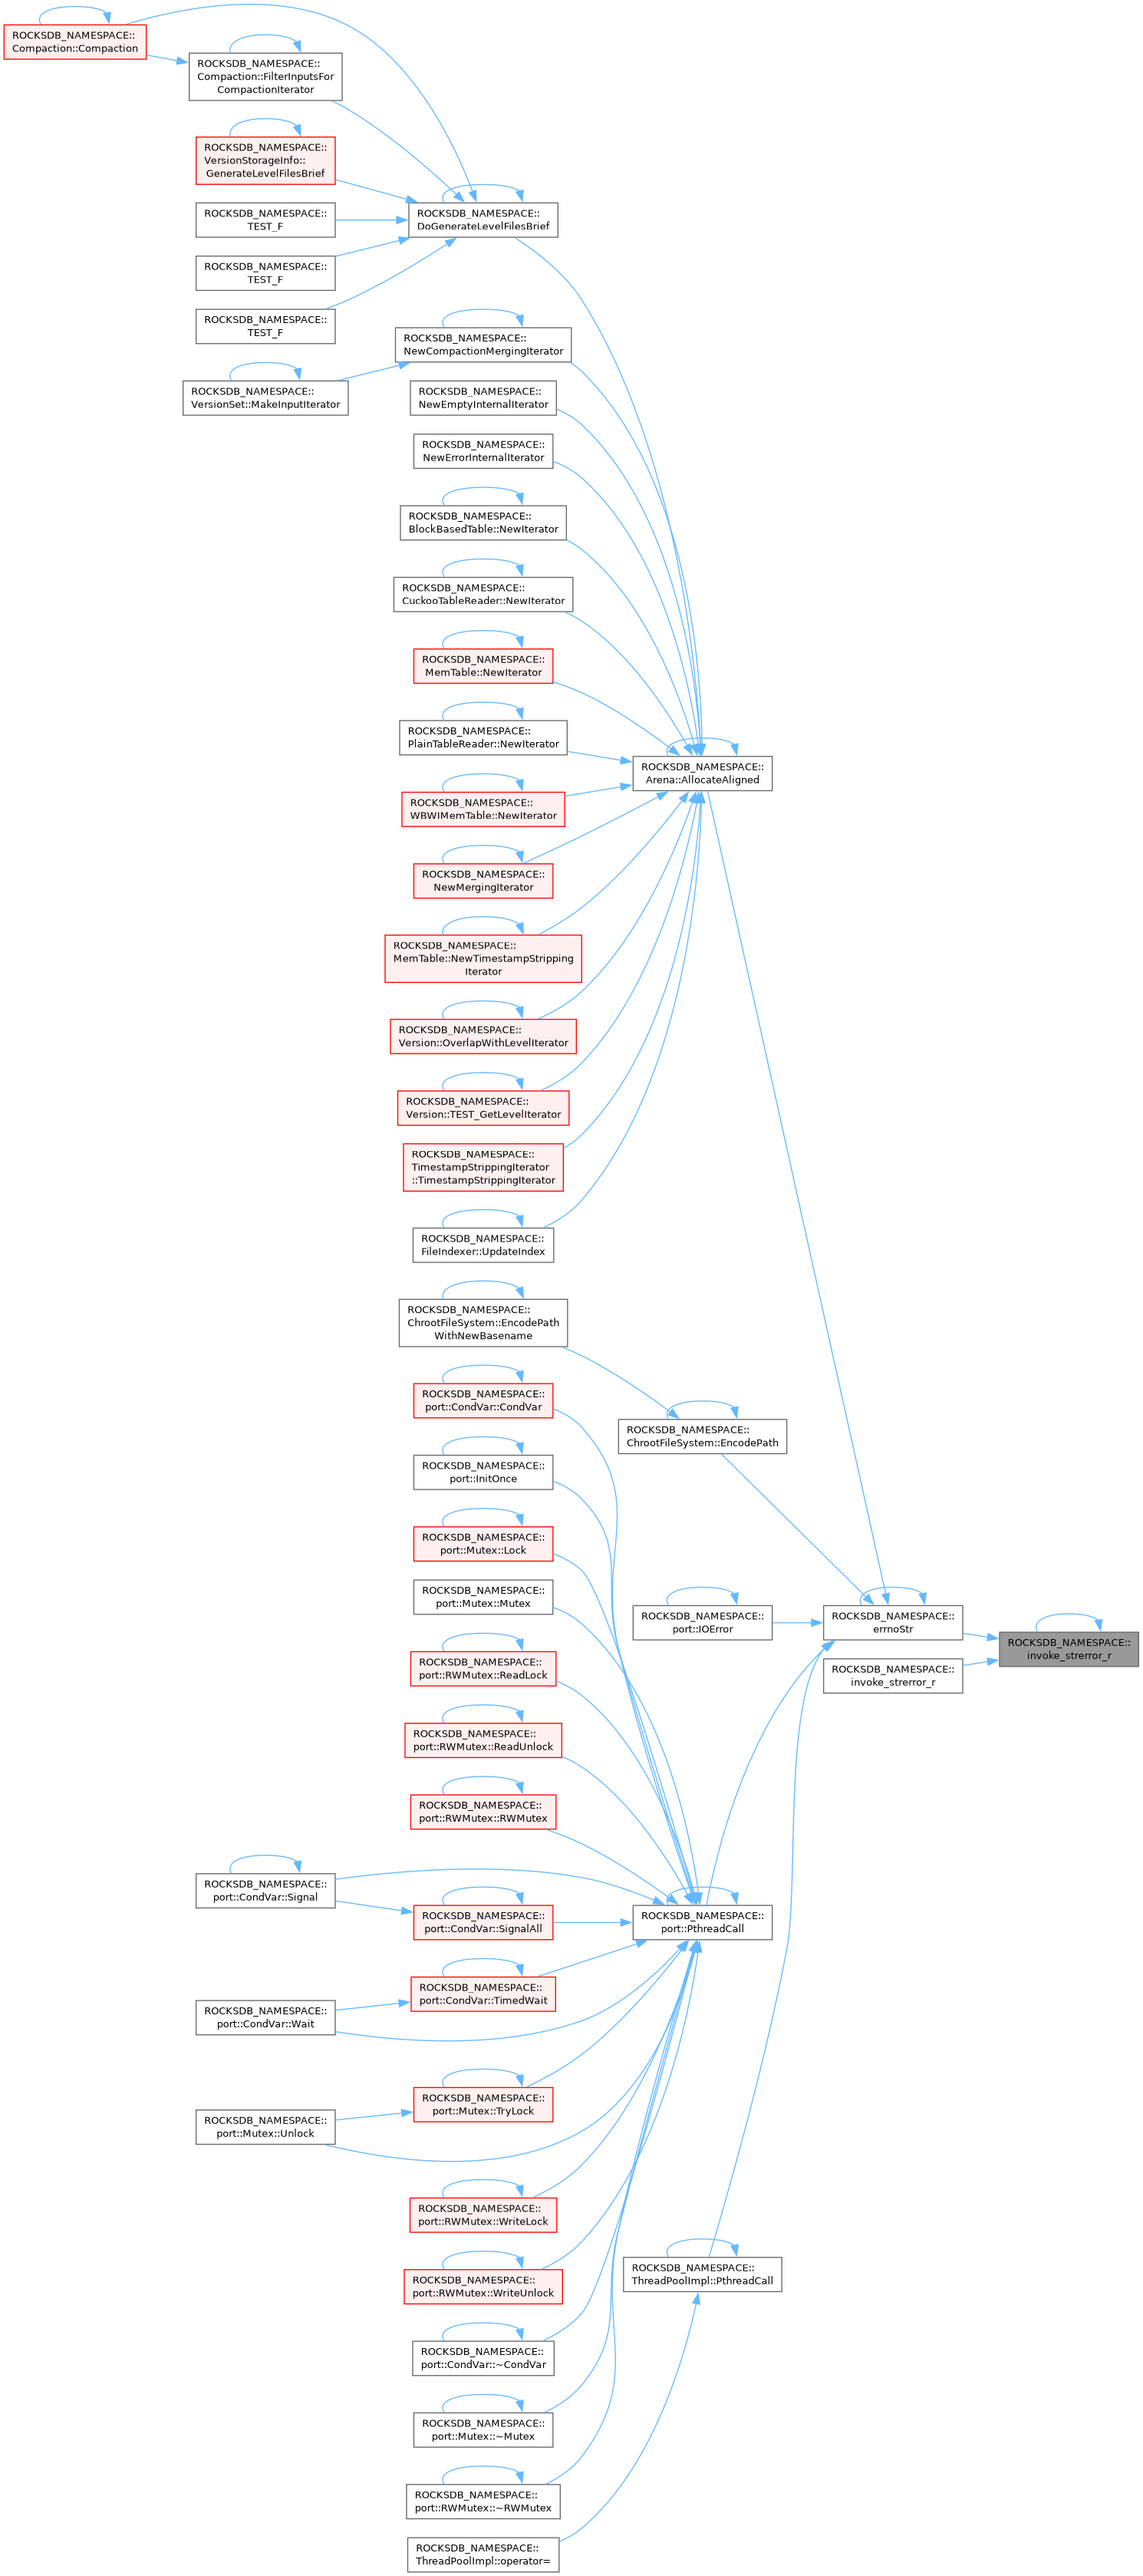 ROCKSDB_NAMESPACE::
Compaction::Compaction
ROCKSDB_NAMESPACE::
Compaction::FilterInputsFor
CompactionIterator
ROCKSDB_NAMESPACE::
VersionStorageInfo::
GenerateLevelFilesBrief
ROCKSDB_NAMESPACE::
TEST_F
ROCKSDB_NAMESPACE::
DoGenerateLevelFilesBrief
ROCKSDB_NAMESPACE::
TEST_F
ROCKSDB_NAMESPACE::
TEST_F
ROCKSDB_NAMESPACE::
NewCompactionMergingIterator
ROCKSDB_NAMESPACE::
VersionSet::MakeInputIterator
ROCKSDB_NAMESPACE::
NewEmptyInternalIterator
ROCKSDB_NAMESPACE::
NewErrorInternalIterator
ROCKSDB_NAMESPACE::
BlockBasedTable::NewIterator
ROCKSDB_NAMESPACE::
CuckooTableReader::NewIterator
ROCKSDB_NAMESPACE::
MemTable::NewIterator
ROCKSDB_NAMESPACE::
PlainTableReader::NewIterator
ROCKSDB_NAMESPACE::
Arena::AllocateAligned
ROCKSDB_NAMESPACE::
WBWIMemTable::NewIterator
ROCKSDB_NAMESPACE::
NewMergingIterator
ROCKSDB_NAMESPACE::
MemTable::NewTimestampStripping
Iterator
ROCKSDB_NAMESPACE::
Version::OverlapWithLevelIterator
ROCKSDB_NAMESPACE::
Version::TEST_GetLevelIterator
ROCKSDB_NAMESPACE::
TimestampStrippingIterator
::TimestampStrippingIterator
ROCKSDB_NAMESPACE::
FileIndexer::UpdateIndex
ROCKSDB_NAMESPACE::
ChrootFileSystem::EncodePath
WithNewBasename
ROCKSDB_NAMESPACE::
port::CondVar::CondVar
ROCKSDB_NAMESPACE::
ChrootFileSystem::EncodePath
ROCKSDB_NAMESPACE::
port::InitOnce
ROCKSDB_NAMESPACE::
port::Mutex::Lock
ROCKSDB_NAMESPACE::
port::Mutex::Mutex
ROCKSDB_NAMESPACE::
port::IOError
ROCKSDB_NAMESPACE::
errnoStr
ROCKSDB_NAMESPACE::
invoke_strerror_r
ROCKSDB_NAMESPACE::
port::RWMutex::ReadLock
ROCKSDB_NAMESPACE::
invoke_strerror_r
ROCKSDB_NAMESPACE::
port::RWMutex::ReadUnlock
ROCKSDB_NAMESPACE::
port::RWMutex::RWMutex
ROCKSDB_NAMESPACE::
port::CondVar::Signal
ROCKSDB_NAMESPACE::
port::CondVar::SignalAll
ROCKSDB_NAMESPACE::
port::PthreadCall
ROCKSDB_NAMESPACE::
port::CondVar::TimedWait
ROCKSDB_NAMESPACE::
port::CondVar::Wait
ROCKSDB_NAMESPACE::
port::Mutex::TryLock
ROCKSDB_NAMESPACE::
port::Mutex::Unlock
ROCKSDB_NAMESPACE::
port::RWMutex::WriteLock
ROCKSDB_NAMESPACE::
port::RWMutex::WriteUnlock
ROCKSDB_NAMESPACE::
ThreadPoolImpl::PthreadCall
ROCKSDB_NAMESPACE::
port::CondVar::~CondVar
ROCKSDB_NAMESPACE::
port::Mutex::~Mutex
ROCKSDB_NAMESPACE::
port::RWMutex::~RWMutex
ROCKSDB_NAMESPACE::
ThreadPoolImpl::operator=